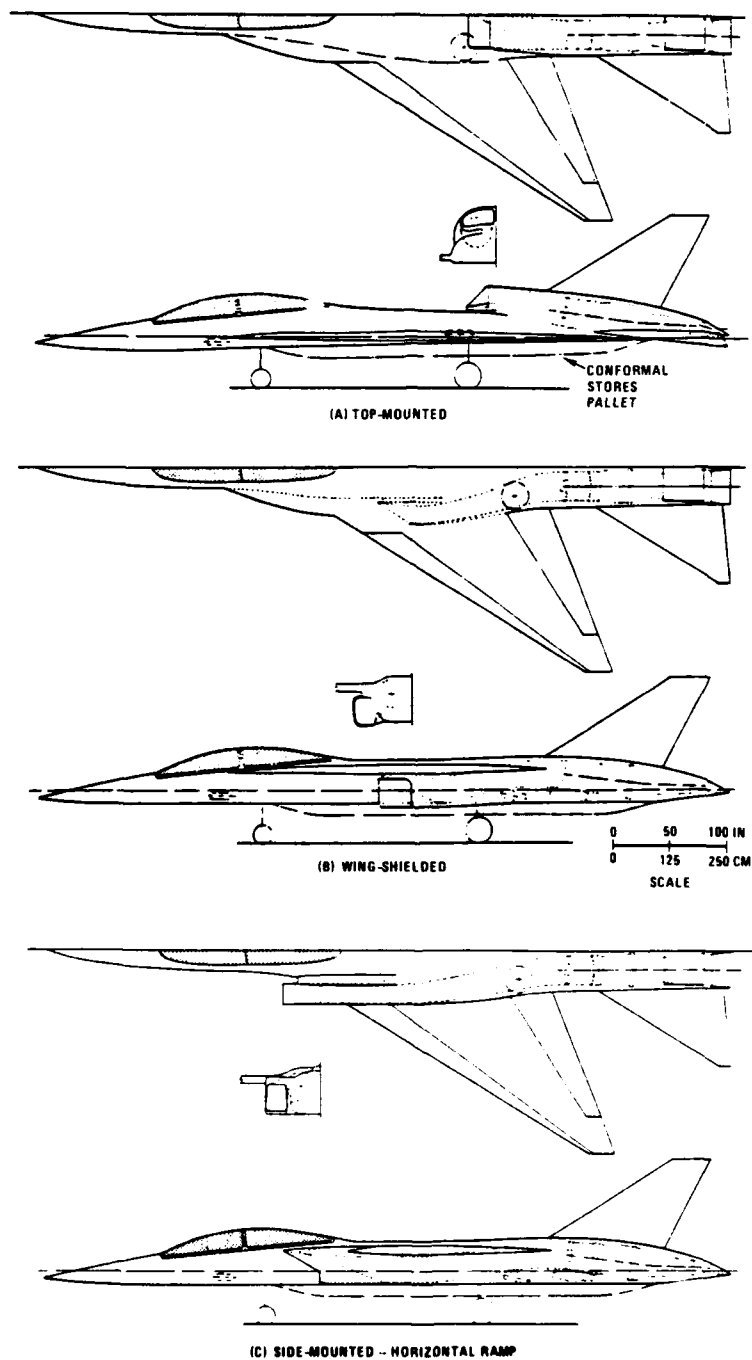 CONFORMAL
STORES
PALLET
(A) TOP-MOUNTED
(B) WING-SHIELDED
0 50 100 IN
0 125 250 CM
SCALE
(C) SIDE-MOUNTED -- HORIZONTAL RAMP